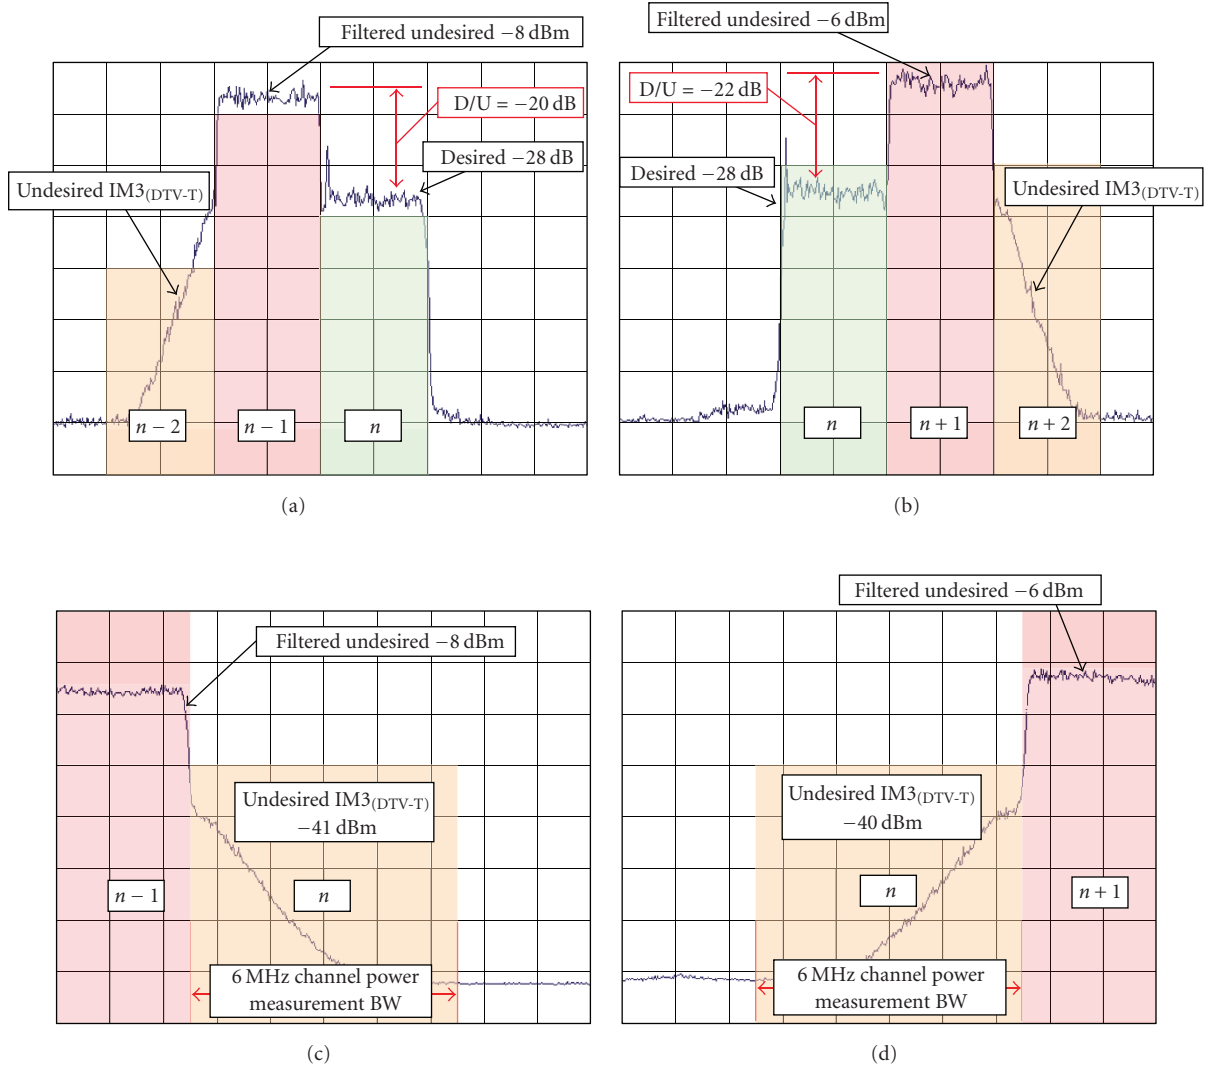 Filtered undesired −8 dBm
D/U = −20 dB
Desired −28 dB
Undesired IM3(DTV-T)
n − 2
n − 1
n
(a)
Filtered undesired −6 dBm
D/U = −22 dB
Desired −28 dB
Undesired IM3(DTV-T)
n
n + 1
n + 2
(b)
Filtered undesired −8 dBm
Undesired IM3(DTV-T)
−41 dBm
n − 1
n
6 MHz channel power
measurement BW
(c)
Filtered undesired −6 dBm
Undesired IM3(DTV-T)
−40 dBm
n
n + 1
6 MHz channel power
measurement BW
(d)